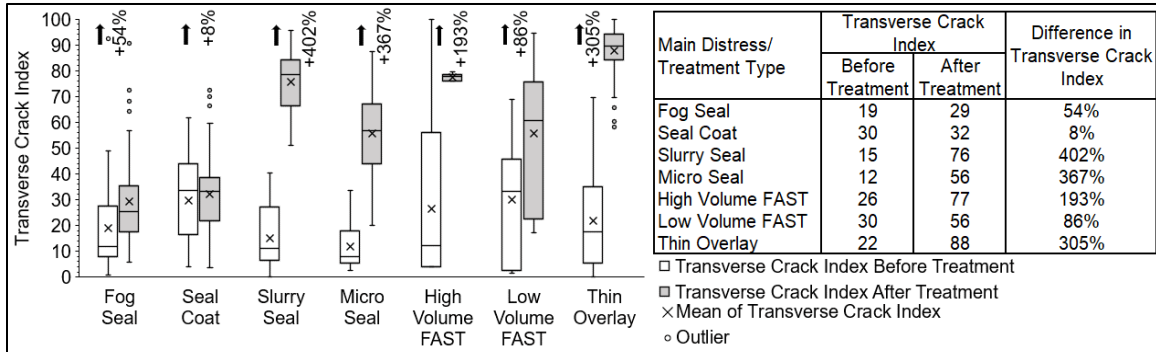 Transverse Crack Index
100
90
80
70
60
50
40
30
20
10
0
+54%
+8%
+402%
+367%
+193%
+86%
+305%
Fog Seal
Seal Coat
Slurry Seal
Micro Seal
High Volume FAST
Low Volume FAST
Thin Overlay
Main Distress/ Treatment Type
Transverse Crack Index
Difference in Transverse Crack Index
Before Treatment
After Treatment
Fog Seal 19 29 54%
Seal Coat 30 32 8%
Slurry Seal 15 76 402%
Micro Seal 12 56 367%
High Volume FAST 26 77 193%
Low Volume FAST 30 56 86%
Thin Overlay 22 88 305%
Transverse Crack Index Before Treatment
Transverse Crack Index After Treatment
Mean of Transverse Crack Index
Outlier